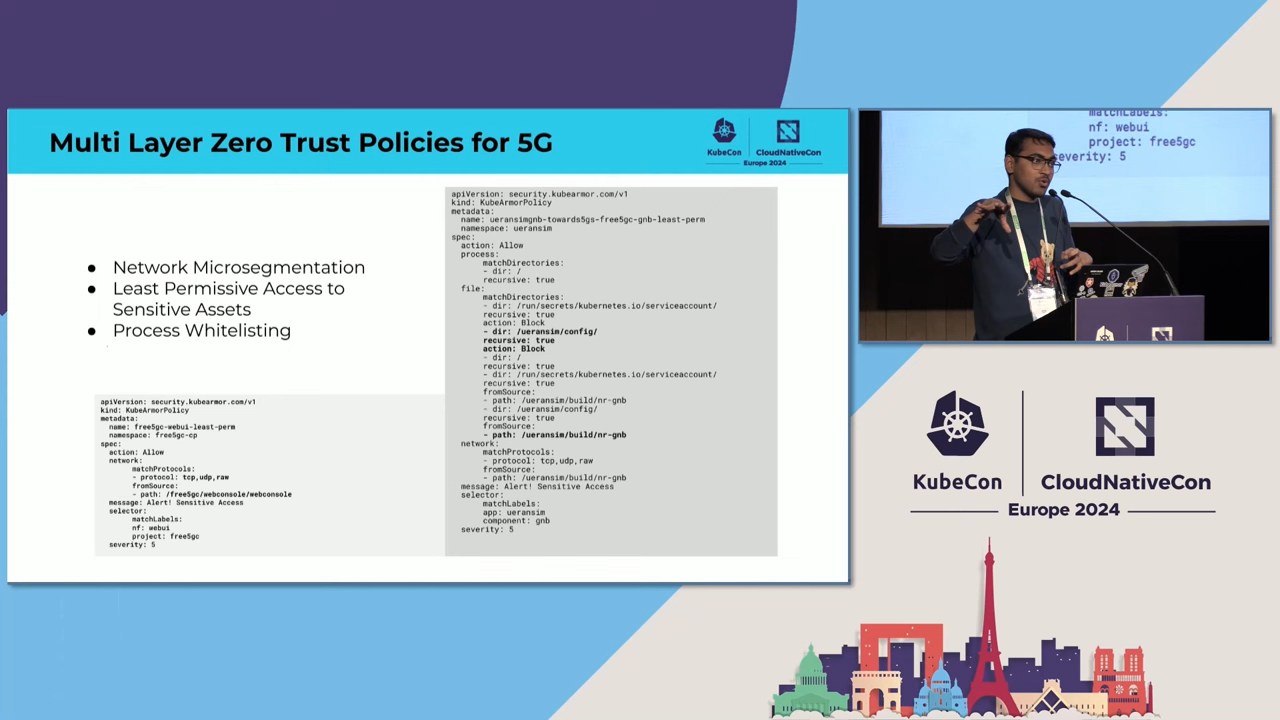 Multi Layer Zero Trust Policies for 5G
KubeCon
CloudNativeCon
Europe 2024
● Network Microsegmentation
● Least Permissive Access to
Sensitive Assets
● Process Whitelisting
apiVersion: security.kubearmor.com/v1
kind: KubeArmorPolicy
metadata:
name: free5gc-webui-least-perm
namespace: free5gc-cp
spec:
action: Allow
network:
matchProtocols:
- protocol: tcp,udp,raw
fromSource:
- path: /free5gc/webconsole/webconsole
message: Alert! Sensitive Access
selector:
matchLabels:
nf: webui
project: free5gc
severity: 5
apiVersion: security.kubearmor.com/v1
kind: KubeArmorPolicy
metadata:
name: ueransimgnb-towards5gs-free5gc-gnb-least-perm
namespace: ueransim
spec:
action: Allow
process:
matchDirectories:
- dir: /
recursive: true
file:
matchDirectories:
- dir: /run/secrets/kubernetes.io/serviceaccount/
recursive: true
action: Block
- dir: /ueransim/config/
recursive: true
action: Block
- dir: /
recursive: true
- dir: /run/secrets/kubernetes.io/serviceaccount/
recursive: true
fromSource:
- path: /ueransim/build/nr-gnb
- dir: /ueransim/config/
recursive: true
fromSource:
- path: /ueransim/build/nr-gnb
network:
matchProtocols:
- protocol: tcp,udp,raw
fromSource:
- path: /ueransim/build/nr-gnb
message: Alert! Sensitive Access
selector:
matchLabels:
app: ueransim
component: gnb
severity: 5
matchLabels:
nf: webui
project: free5gc
severity: 5
KubeCon
CloudNativeCon
Europe 2024